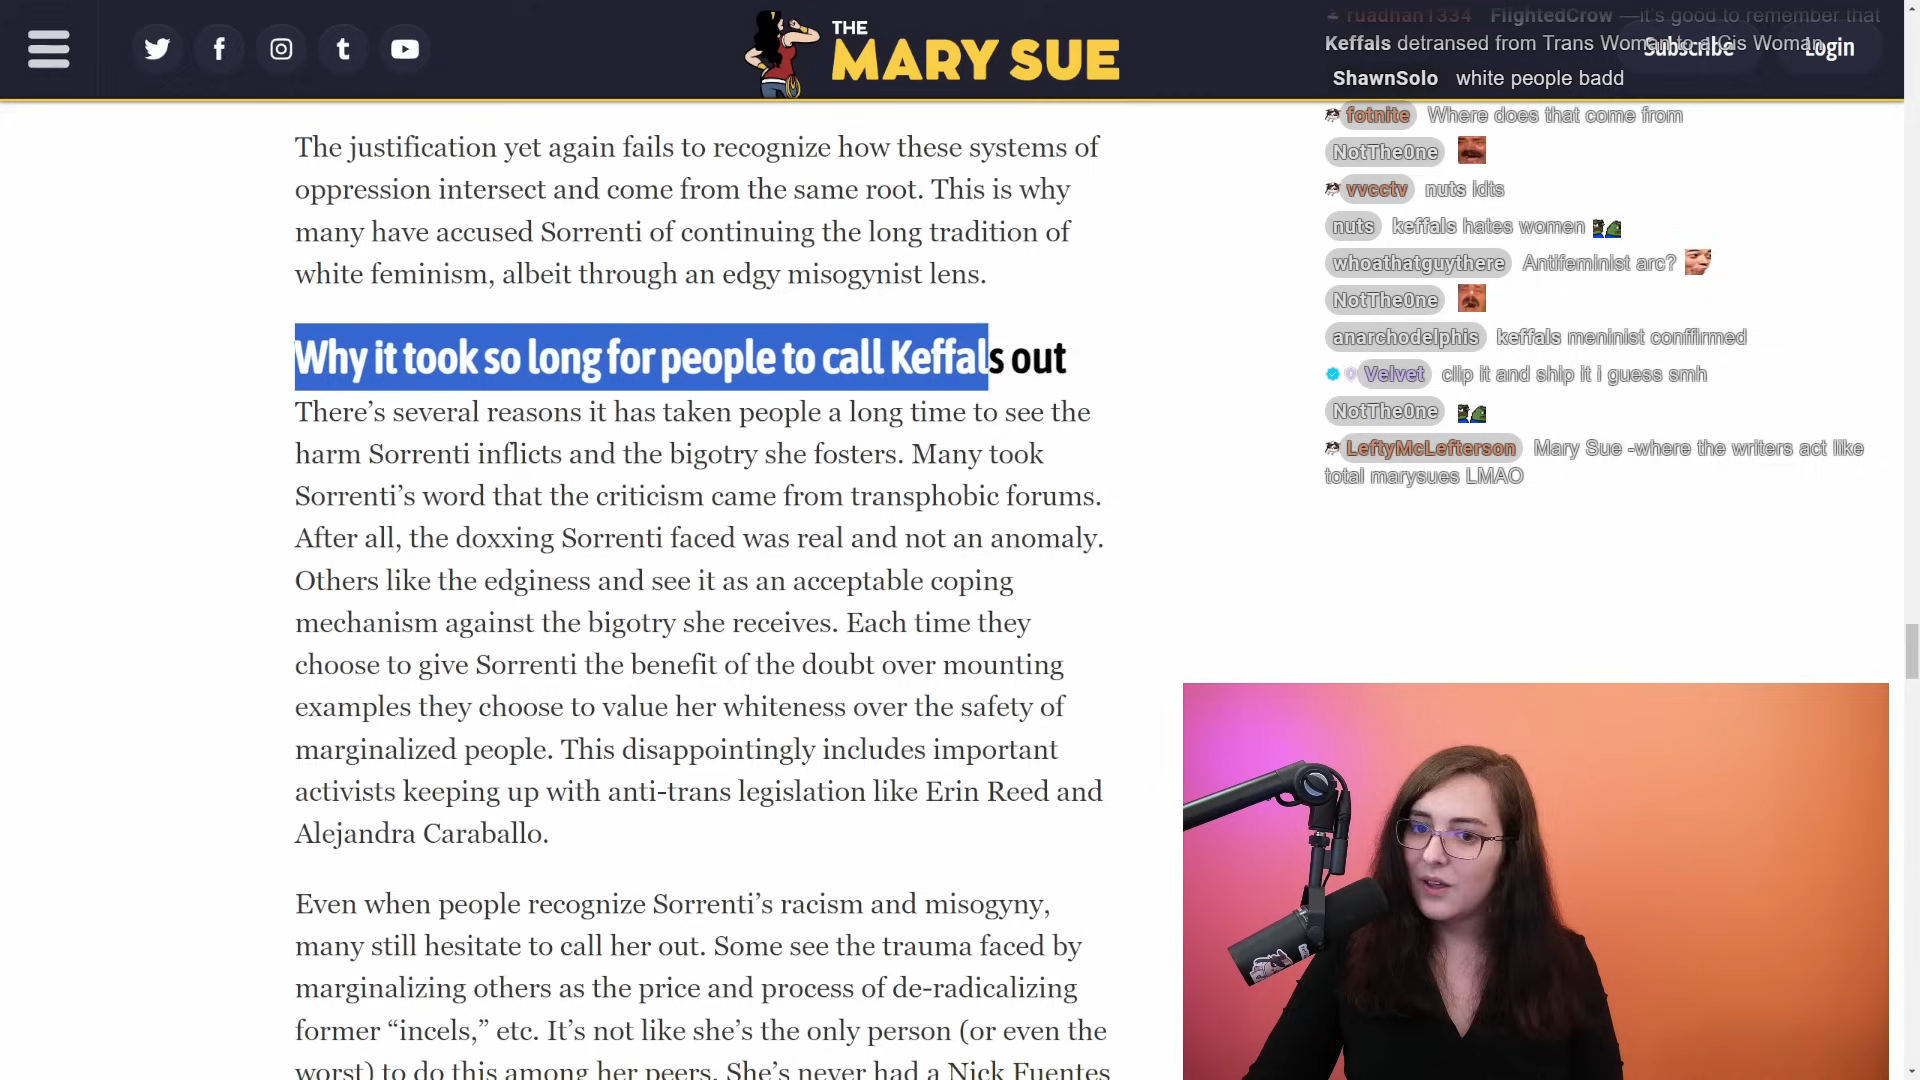 THE
MARY SUE
Subscribe
Login
ruadhan1334 FlightedCrow —it's good to remember that
Keffals detransed from Trans Woman to a Cis Woman
ShawnSolo white people badd
fotnite Where does that come from
NotThe0ne
vvcctv nuts idts
nuts keffals hates women
whoathatguythere Antifeminist arc?
NotThe0ne
anarchodelphis keffals meninist conffirmed
Velvet clip it and ship it i guess smh
NotThe0ne
LeftyMcLefterson Mary Sue -where the writers act like
total marysues LMAO
The justification yet again fails to recognize how these systems of
oppression intersect and come from the same root. This is why
many have accused Sorrenti of continuing the long tradition of
white feminism, albeit through an edgy misogynist lens.
Why it took so long for people to call Keffals out
There’s several reasons it has taken people a long time to see the
harm Sorrenti inflicts and the bigotry she fosters. Many took
Sorrenti’s word that the criticism came from transphobic forums.
After all, the doxxing Sorrenti faced was real and not an anomaly.
Others like the edginess and see it as an acceptable coping
mechanism against the bigotry she receives. Each time they
choose to give Sorrenti the benefit of the doubt over mounting
examples they choose to value her whiteness over the safety of
marginalized people. This disappointingly includes important
activists keeping up with anti-trans legislation like Erin Reed and
Alejandra Caraballo.
Even when people recognize Sorrenti’s racism and misogyny,
many still hesitate to call her out. Some see the trauma faced by
marginalizing others as the price and process of de-radicalizing
former “incels,” etc. It’s not like she’s the only person (or even the
worst) to do this among her peers. She’s never had a Nick Fuentes